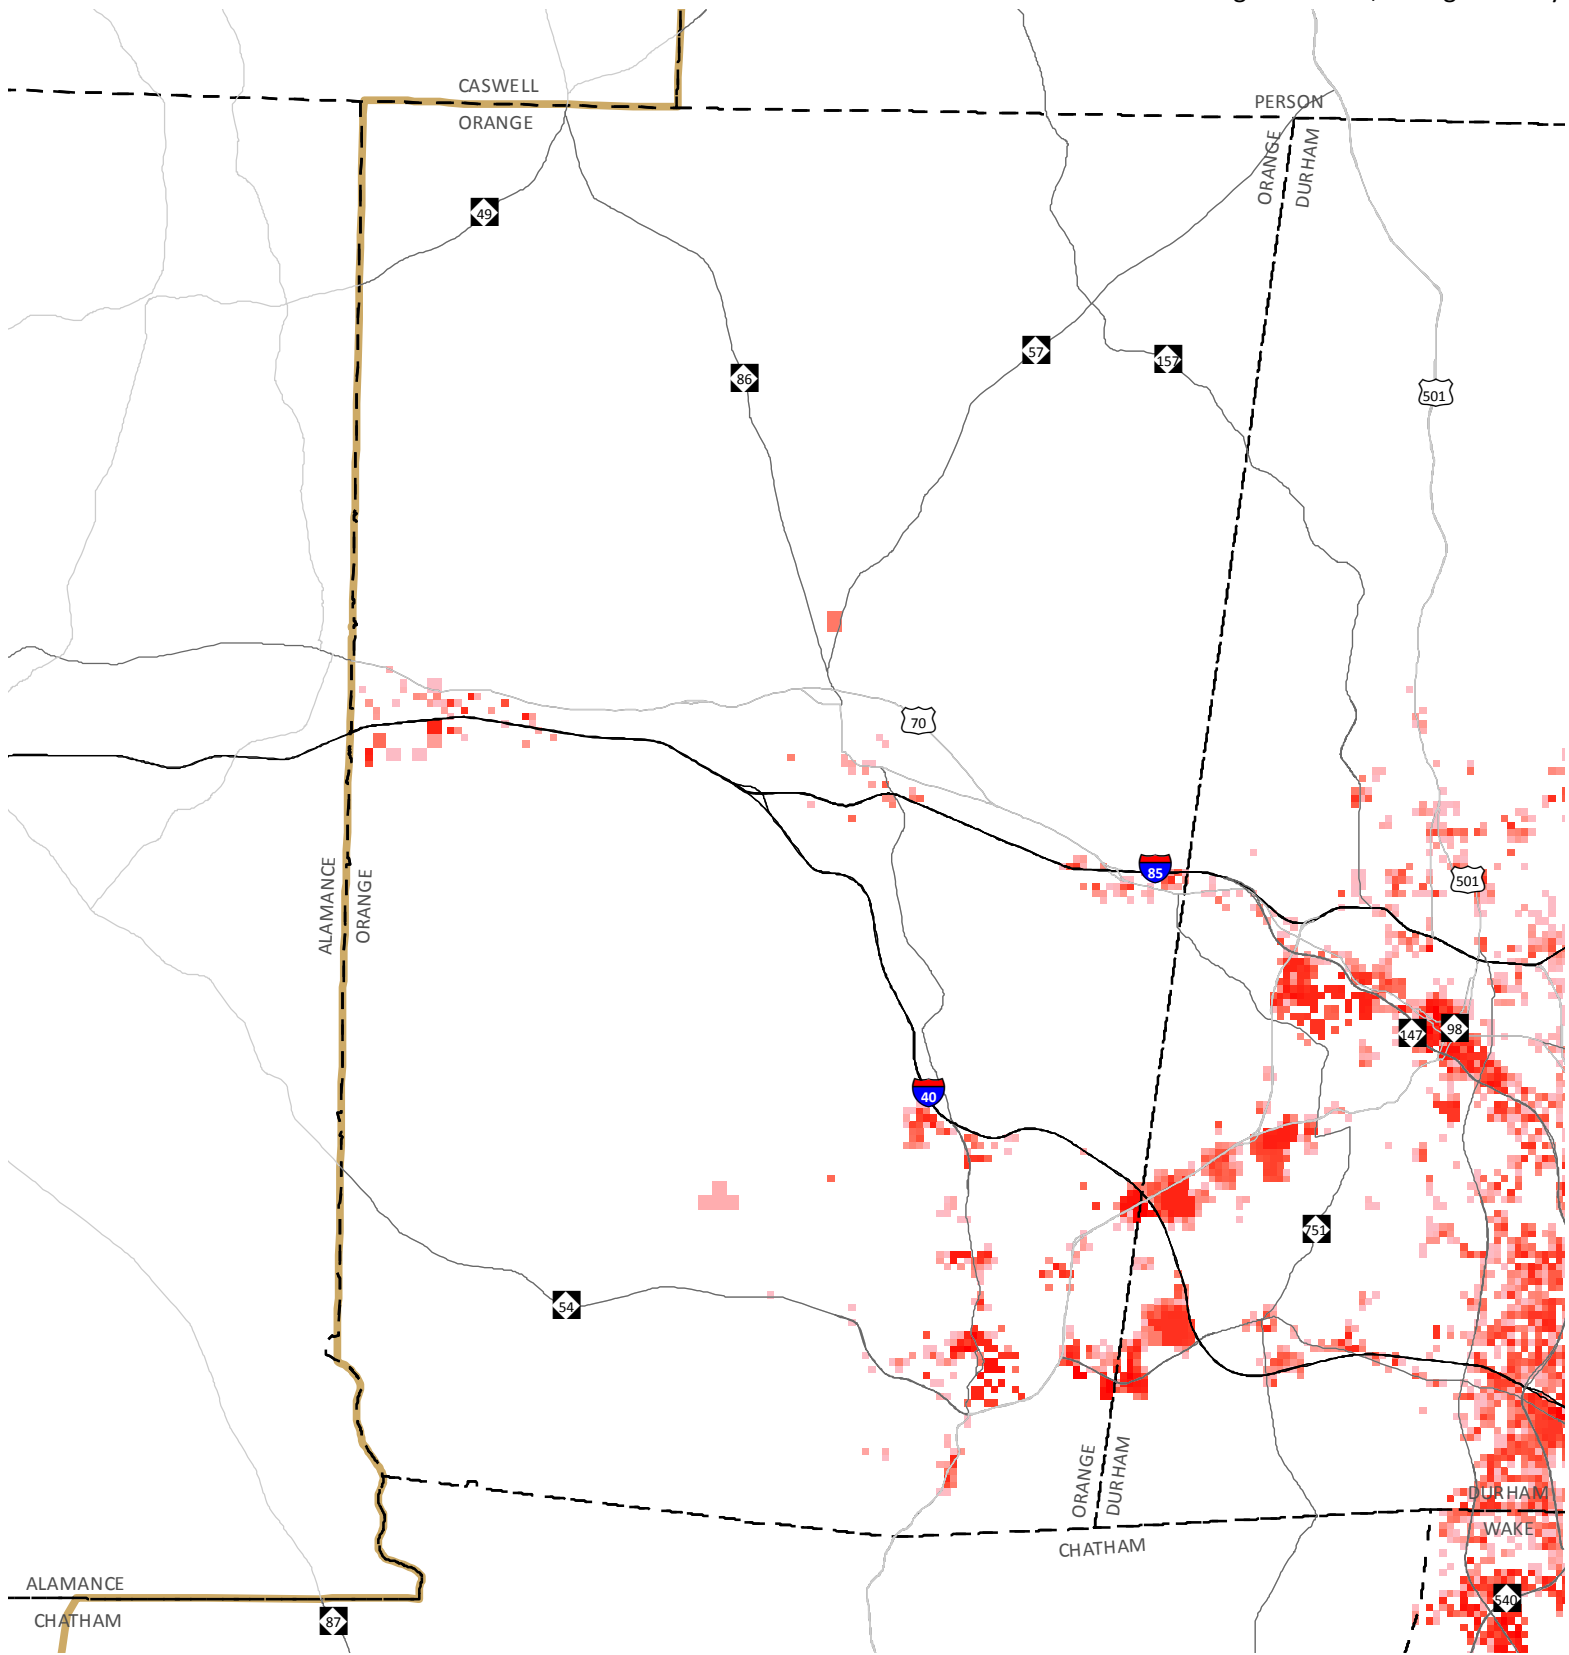 CASWELL
PERSON
ORANGE
ORANGE
DURHAM
49
57
157
86
501
70
85
501
ALAMANCE
ORANGE
147
98
40
751
54
ORANGE
DURHAM
DURHAM
WAKE
CHATHAM
ALAMANCE
CHATHAM
87
540